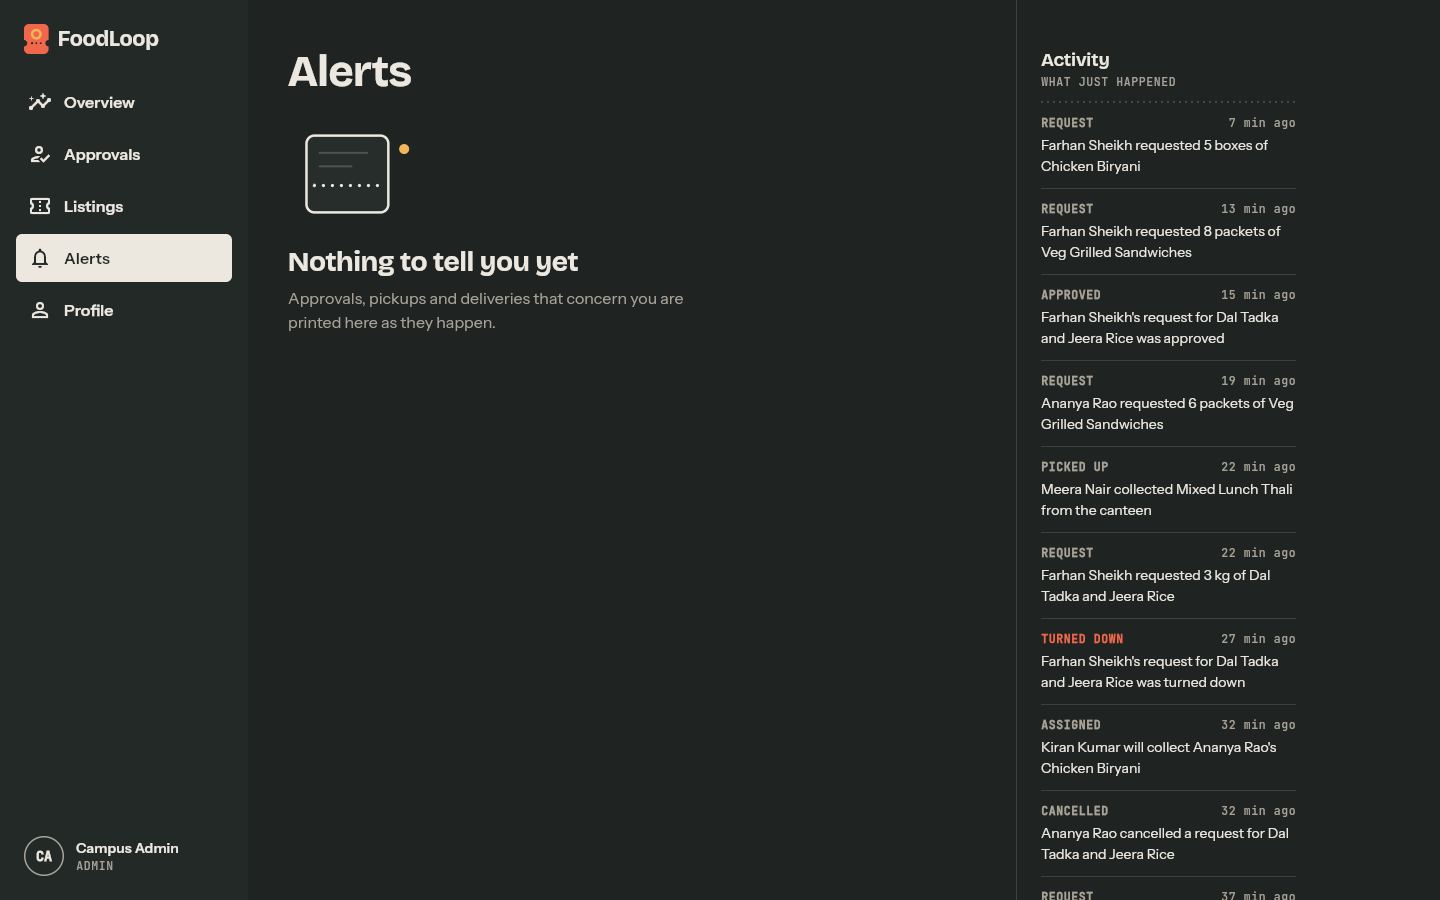 FoodLoop
Overview
Approvals
Listings
Alerts
Profile
Campus Admin
CA
ADMIN
Alerts
Nothing to tell you yet
Approvals, pickups and deliveries that concern you are
printed here as they happen.
Activity
WHAT JUST HAPPENED
REQUEST 7 min ago
Farhan Sheikh requested 5 boxes of
Chicken Biryani
REQUEST 13 min ago
Farhan Sheikh requested 8 packets of
Veg Grilled Sandwiches
APPROVED 15 min ago
Farhan Sheikh's request for Dal Tadka
and Jeera Rice was approved
REQUEST 19 min ago
Ananya Rao requested 6 packets of Veg
Grilled Sandwiches
PICKED UP 22 min ago
Meera Nair collected Mixed Lunch Thali
from the canteen
REQUEST 22 min ago
Farhan Sheikh requested 3 kg of Dal
Tadka and Jeera Rice
TURNED DOWN 27 min ago
Farhan Sheikh's request for Dal Tadka
and Jeera Rice was turned down
ASSIGNED 32 min ago
Kiran Kumar will collect Ananya Rao's
Chicken Biryani
CANCELLED 32 min ago
Ananya Rao cancelled a request for Dal
Tadka and Jeera Rice
REQUEST 37 min ago